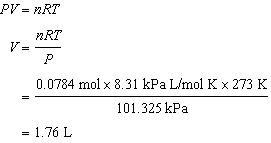 PV = nRT
V = nRT / P
= 0.0784 mol × 8.31 kPa L/mol K × 273 K / 101.325 kPa
= 1.76 L